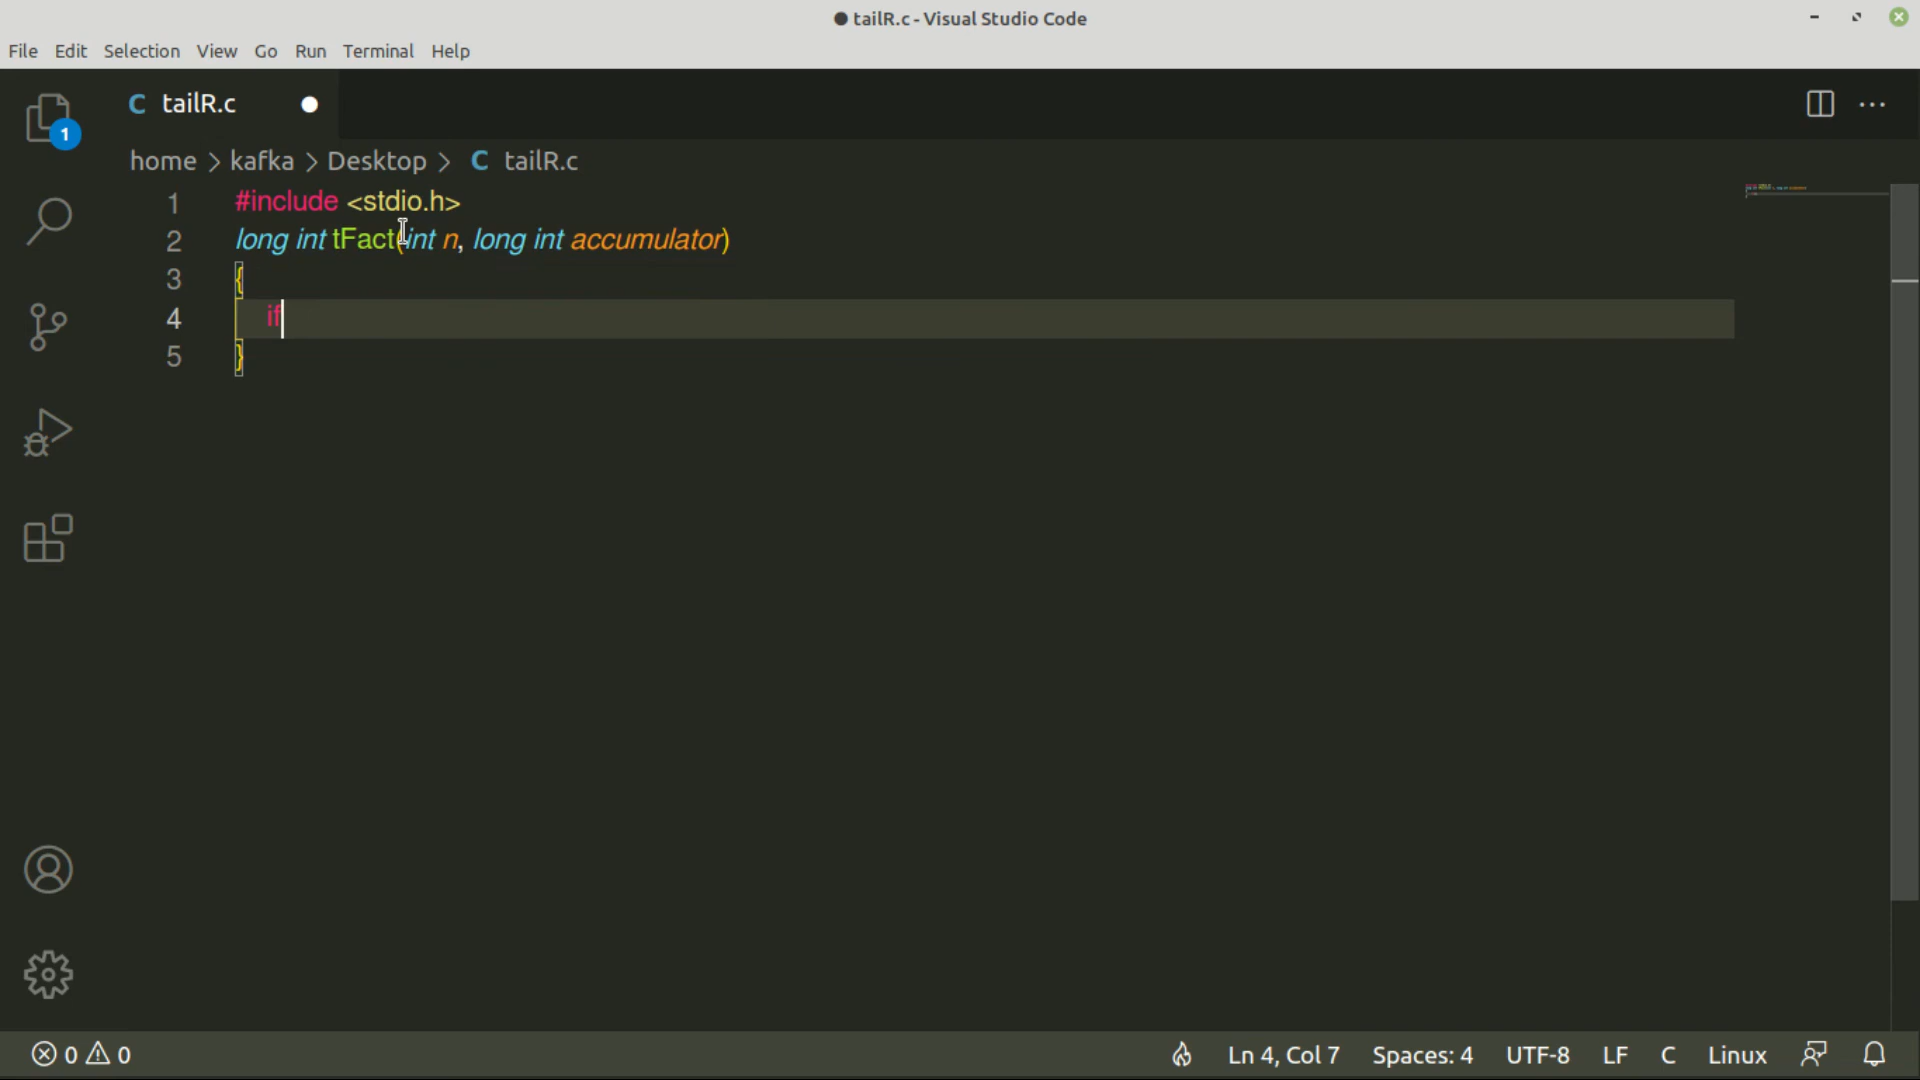 ● tailR.c - Visual Studio Code
File Edit Selection View Go Run Terminal Help
C tailR.c ●
1
home > kafka > Desktop > C tailR.c
1 #include <stdio.h>
2 long int tFact(int n, long int accumulator)
3 {
4 if
5 }
0 0 Ln 4, Col 7 Spaces: 4 UTF-8 LF C Linux